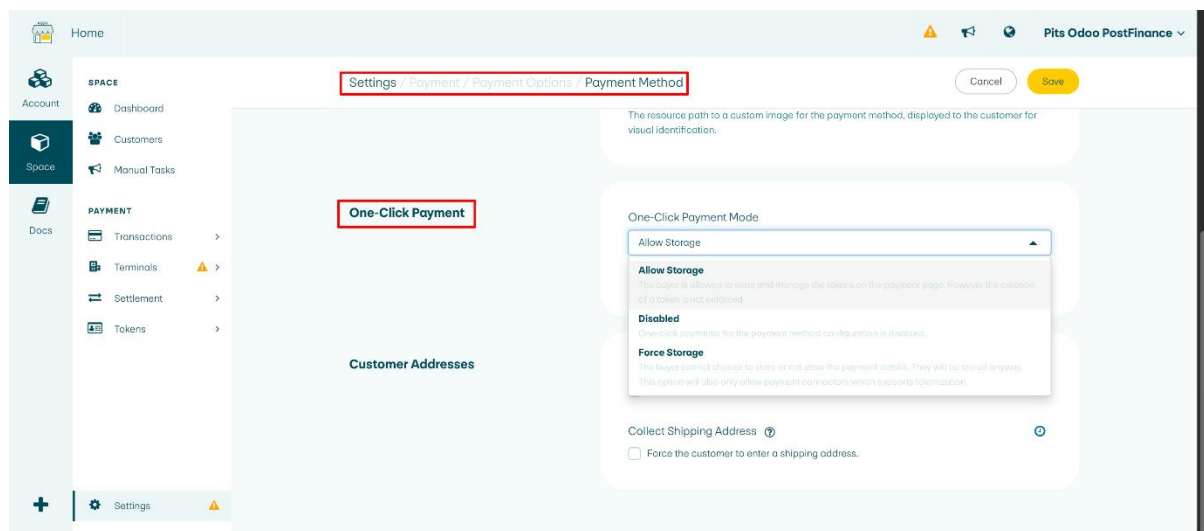 Home
Pits Odoo PostFinance
Account
Space
Docs
SPACE
Dashboard
Customers
Manual Tasks
PAYMENT
Transactions
Terminals
Settlement
Tokens
Settings
Settings / Payment / Payment Options / Payment Method
Cancel
Save
The resource path to a custom image for the payment method, displayed to the customer for
visual identification.
One-Click Payment
One-Click Payment Mode
Allow Storage
Allow Storage
The buyer is allowed to store and manage the tokens on the payment page. However the creation
of a token is not enforced.
Disabled
One-click payments for the payment method configuration is disabled.
Force Storage
The buyer cannot choose to store or not store the payment details. They will be stored anyway.
This option will also only allow payment connectors which supports tokenization.
Customer Addresses
Collect Shipping Address
Force the customer to enter a shipping address.